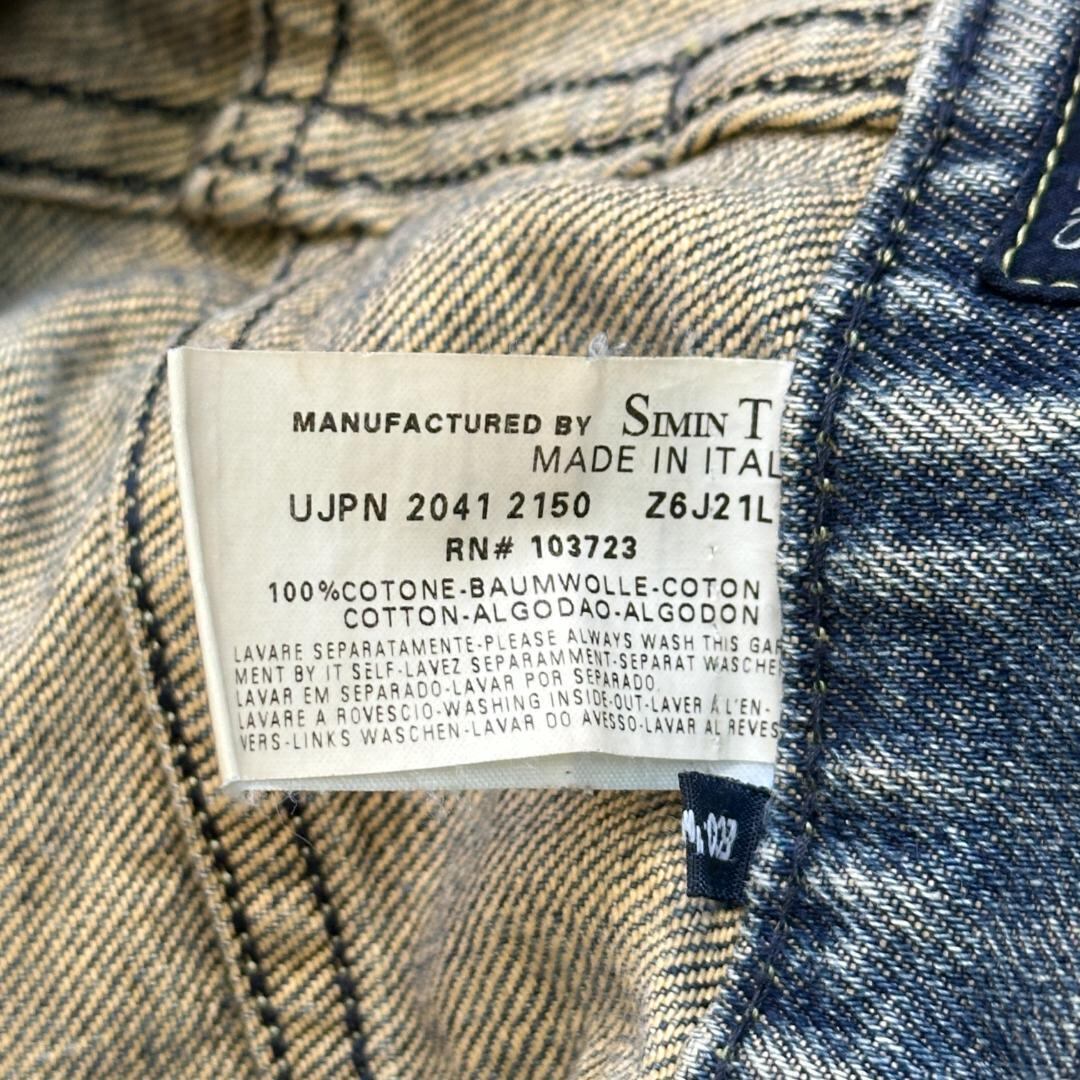 MANUFACTURED BY SIMIN T
MADE IN ITAL
UJPN 2041 2150 Z6J21L
RN# 103723
100%COTONE-BAUMWOLLE-COTON
COTTON-ALGODAO-ALGODON
LAVARE SEPARATAMENTE-PLEASE ALWAYS WASH THIS GAR
MENT BY IT SELF-LAVEZ SEPARAMMENT-SEPARAT WASCHEN
LAVAR EM SEPARADO-LAVAR POR SEPARADO
LAVARE A ROVESCIO-WASHING INSIDE-OUT-LAVER À L'EN-
VERS-LINKS WASCHEN-LAVAR DO AVESSO-LAVAR AL REVES